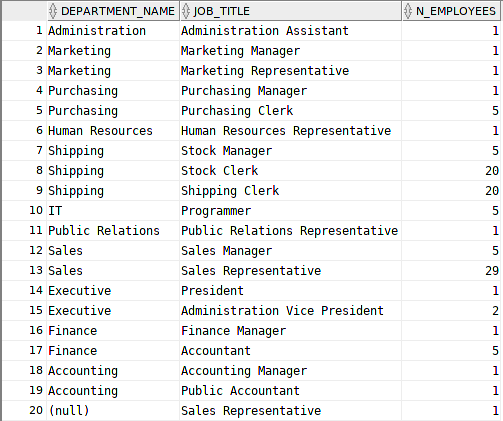 DEPARTMENT_NAME JOB_TITLE N_EMPLOYEES
1 Administration Administration Assistant 1
2 Marketing Marketing Manager 1
3 Marketing Marketing Representative 1
4 Purchasing Purchasing Manager 1
5 Purchasing Purchasing Clerk 5
6 Human Resources Human Resources Representative 1
7 Shipping Stock Manager 5
8 Shipping Stock Clerk 20
9 Shipping Shipping Clerk 20
10 IT Programmer 5
11 Public Relations Public Relations Representative 1
12 Sales Sales Manager 5
13 Sales Sales Representative 29
14 Executive President 1
15 Executive Administration Vice President 2
16 Finance Finance Manager 1
17 Finance Accountant 5
18 Accounting Accounting Manager 1
19 Accounting Public Accountant 1
20 (null) Sales Representative 1